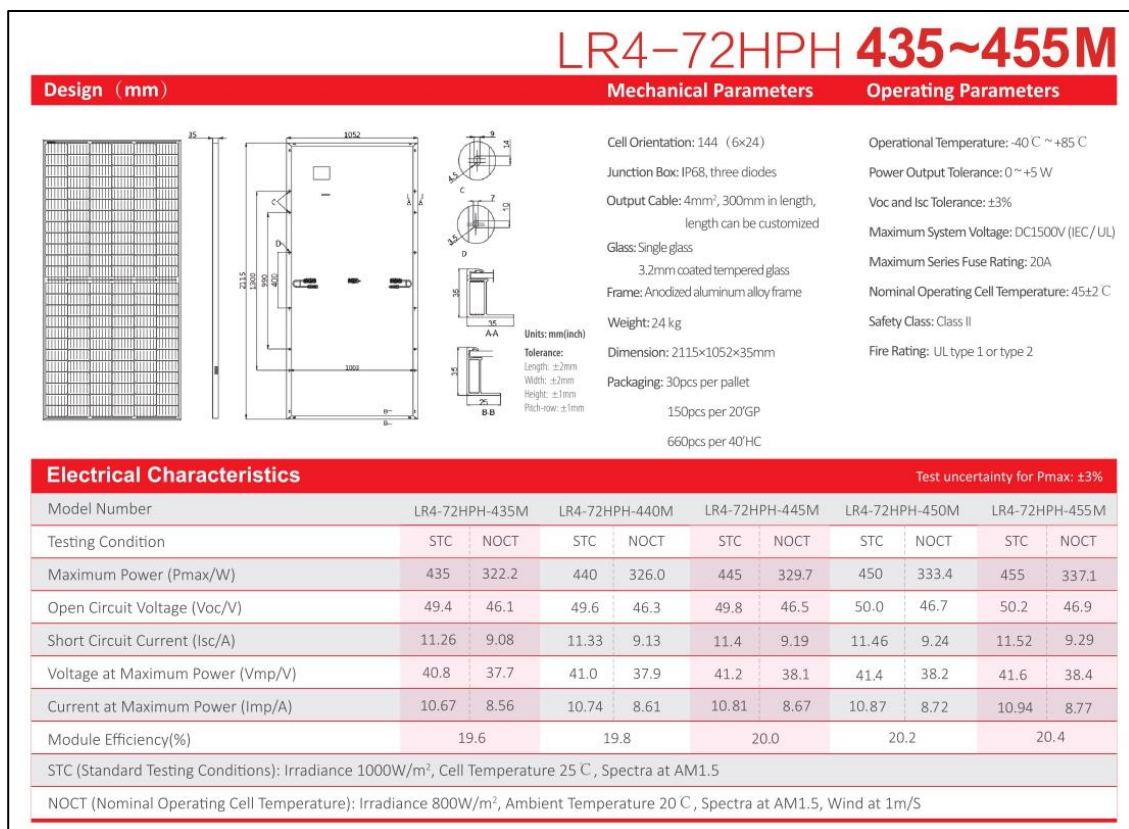 LR4-72HPH 435~455M
Design (mm)
Mechanical Parameters
Operating Parameters
35
1052
2115
1300
990
400
1003
C
D
A
A
B
B
9
14
4.5
C
7
10
3.5
D
35
35
A-A
35
25
B-B
Units: mm(inch)
Tolerance:
Length: ±2mm
Width: ±2mm
Height: ±1mm
Pitch-row: ±1mm
Cell Orientation: 144 (6×24)
Junction Box: IP68, three diodes
Output Cable: 4mm², 300mm in length,
length can be customized
Glass: Single glass
3.2mm coated tempered glass
Frame: Anodized aluminum alloy frame
Weight: 24 kg
Dimension: 2115×1052×35mm
Packaging: 30pcs per pallet
150pcs per 20'GP
660pcs per 40'HC
Operational Temperature: -40℃ ~ +85℃
Power Output Tolerance: 0 ~ +5 W
Voc and Isc Tolerance: ±3%
Maximum System Voltage: DC1500V (IEC/UL)
Maximum Series Fuse Rating: 20A
Nominal Operating Cell Temperature: 45±2℃
Safety Class: Class II
Fire Rating: UL type 1 or type 2
Electrical Characteristics Test uncertainty for Pmax: ±3%
Model Number LR4-72HPH-435M LR4-72HPH-440M LR4-72HPH-445M LR4-72HPH-450M LR4-72HPH-455M
Testing Condition STC NOCT STC NOCT STC NOCT STC NOCT STC NOCT
Maximum Power (Pmax/W) 435 322.2 440 326.0 445 329.7 450 333.4 455 337.1
Open Circuit Voltage (Voc/V) 49.4 46.1 49.6 46.3 49.8 46.5 50.0 46.7 50.2 46.9
Short Circuit Current (Isc/A) 11.26 9.08 11.33 9.13 11.4 9.19 11.46 9.24 11.52 9.29
Voltage at Maximum Power (Vmp/V) 40.8 37.7 41.0 37.9 41.2 38.1 41.4 38.2 41.6 38.4
Current at Maximum Power (Imp/A) 10.67 8.56 10.74 8.61 10.81 8.67 10.87 8.72 10.94 8.77
Module Efficiency(%) 19.6 19.8 20.0 20.2 20.4
STC (Standard Testing Conditions): Irradiance 1000W/m², Cell Temperature 25℃, Spectra at AM1.5
NOCT (Nominal Operating Cell Temperature): Irradiance 800W/m², Ambient Temperature 20℃, Spectra at AM1.5, Wind at 1m/S